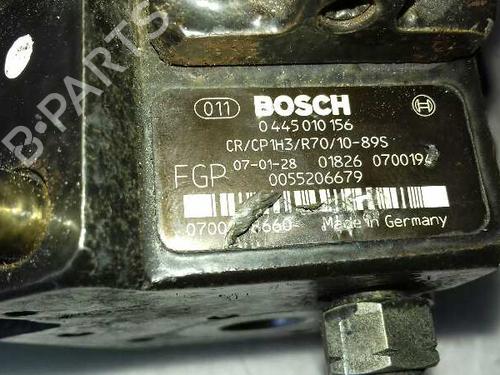 B-PARTS
011 BOSCH
0 445 010 156
CR/CP1H3/R70/10-89S
07-01-28 01826 0700194
FGP 0055206679
Made in Germany